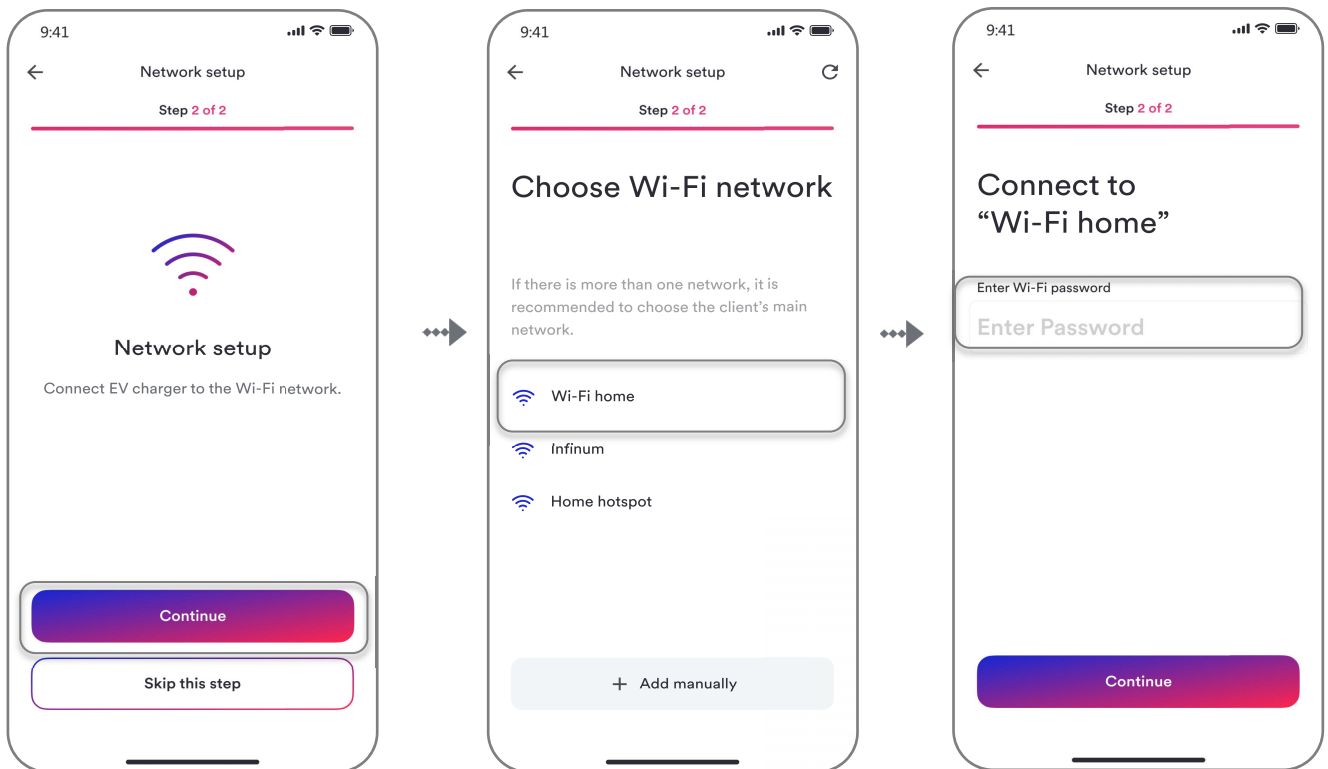 9:41
Network setup
Step 2 of 2
Network setup
Connect EV charger to the Wi-Fi network.
Continue
Skip this step
9:41
Network setup
Step 2 of 2
Choose Wi-Fi network
If there is more than one network, it is
recommended to choose the client's main
network.
Wi-Fi home
Infinum
Home hotspot
+ Add manually
9:41
Network setup
Step 2 of 2
Connect to
“Wi-Fi home”
Enter Wi-Fi password
Enter Password
Continue